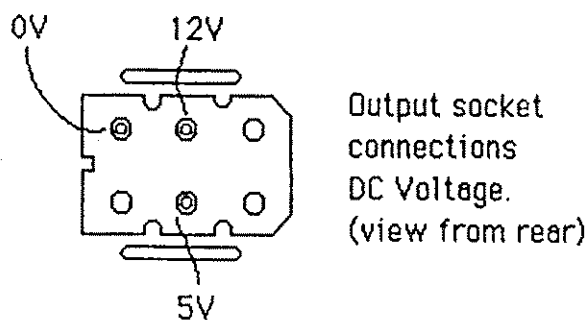 0V
12V
Output socket
connections
DC Voltage.
(view from rear)
5V